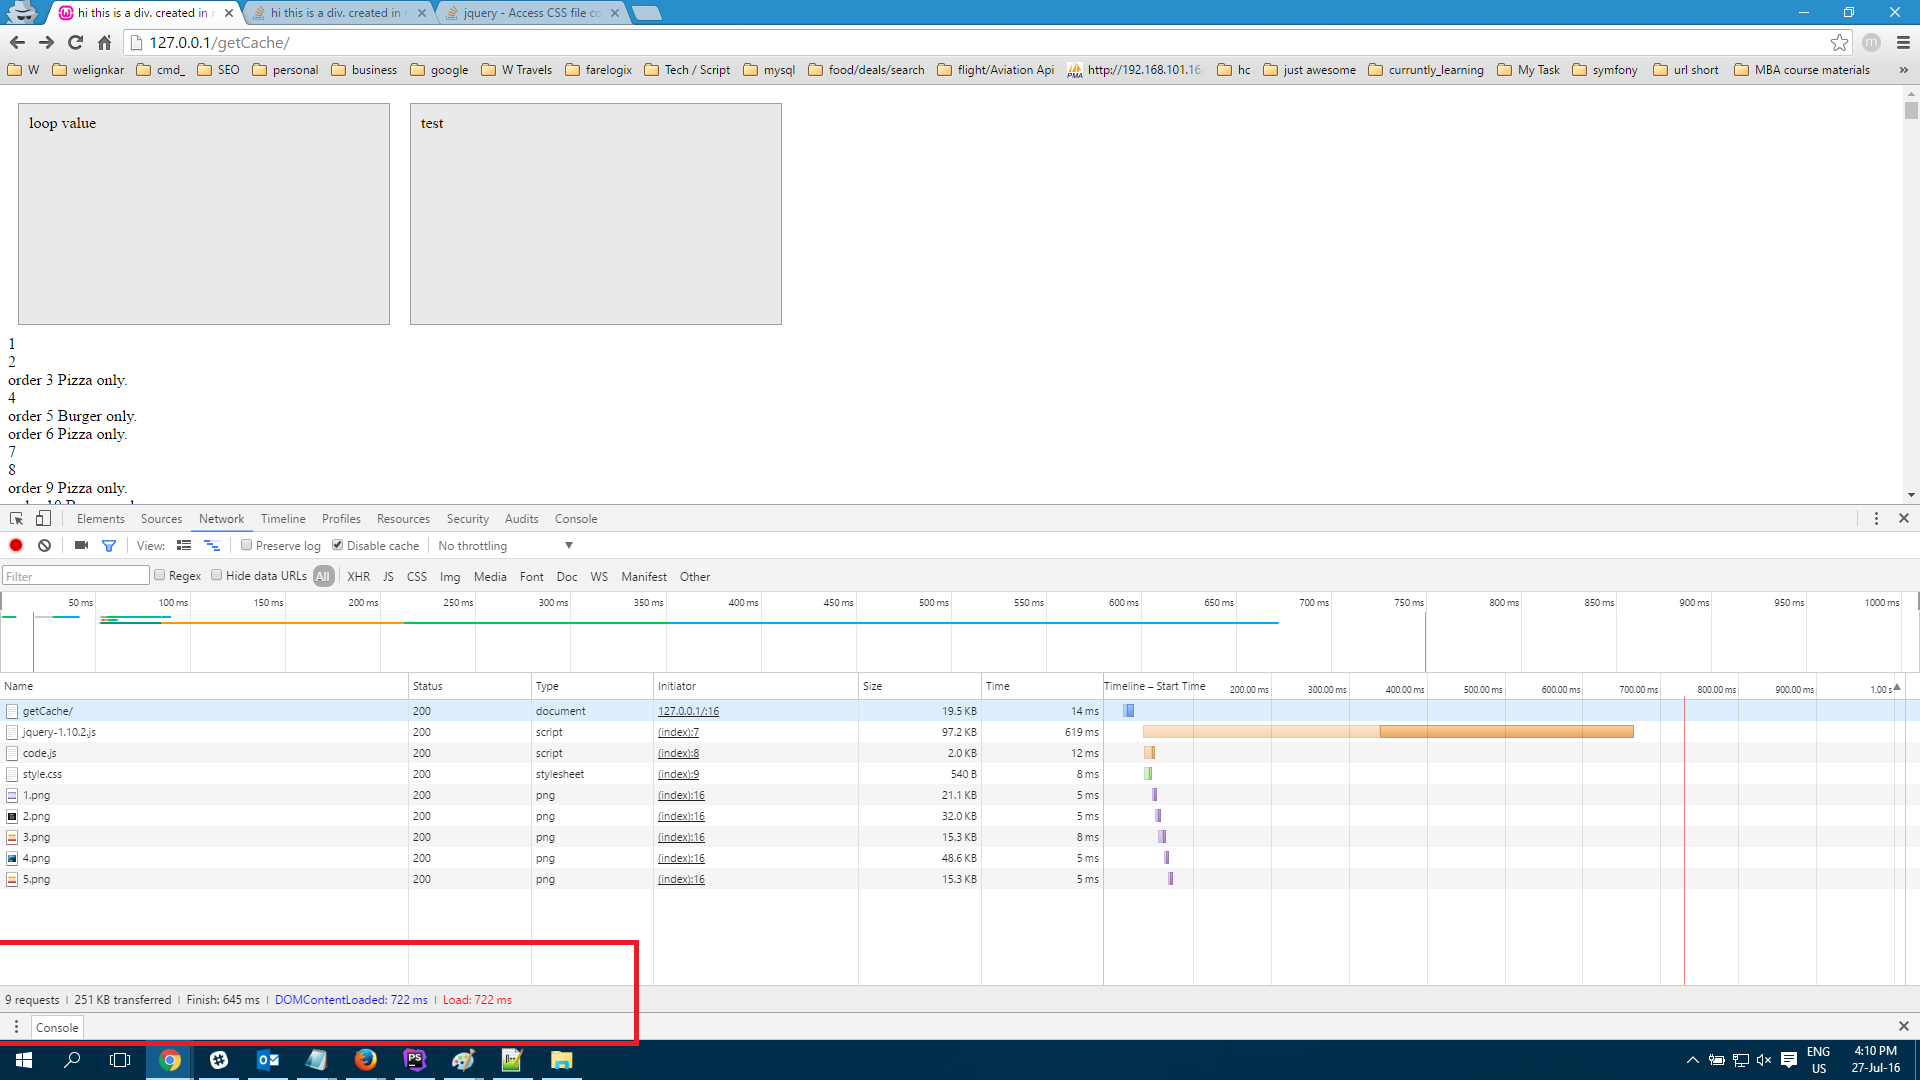 hi this is a div. created in
hi this is a div. created in
jquery - Access CSS file co
127.0.0.1/getCache/
W welignkar cmd_ SEO personal business google W Travels farelogix Tech / Script mysql food/deals/search flight/Aviation Api http://192.168.101.16 hc just awesome curruntly_learning My Task symfony url short MBA course materials »
loop value
test
1
2
order 3 Pizza only.
4
order 5 Burger only.
order 6 Pizza only.
7
8
order 9 Pizza only.
Elements Sources Network Timeline Profiles Resources Security Audits Console
View: Preserve log Disable cache No throttling
Filter Regex Hide data URLs All XHR JS CSS Img Media Font Doc WS Manifest Other
50 ms 100 ms 150 ms 200 ms 250 ms 300 ms 350 ms 400 ms 450 ms 500 ms 550 ms 600 ms 650 ms 700 ms 750 ms 800 ms 850 ms 900 ms 950 ms 1000 ms
Name Status Type Initiator Size Time Timeline – Start Time 200.00 ms 300.00 ms 400.00 ms 500.00 ms 600.00 ms 700.00 ms 800.00 ms 900.00 ms 1.00 s
getCache/ 200 document 127.0.0.1/:16 19.5 KB 14 ms
jquery-1.10.2.js 200 script (index):7 97.2 KB 619 ms
code.js 200 script (index):8 2.0 KB 12 ms
style.css 200 stylesheet (index):9 540 B 8 ms
1.png 200 png (index):16 21.1 KB 5 ms
2.png 200 png (index):16 32.0 KB 5 ms
3.png 200 png (index):16 15.3 KB 8 ms
4.png 200 png (index):16 48.6 KB 5 ms
5.png 200 png (index):16 15.3 KB 5 ms
9 requests | 251 KB transferred | Finish: 645 ms | DOMContentLoaded: 722 ms | Load: 722 ms
Console
ENG
US
4:10 PM
27-Jul-16